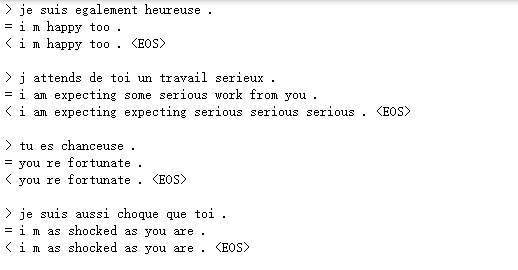 > je suis egalement heureuse .
= i m happy too .
< i m happy too . <EOS>
> j attends de toi un travail serieux .
= i am expecting some serious work from you .
< i am expecting expecting serious serious serious . <EOS>
> tu es chanceuse .
= you re fortunate .
< you re fortunate . <EOS>
> je suis aussi choque que toi .
= i m as shocked as you are .
< i m as shocked as you are . <EOS>